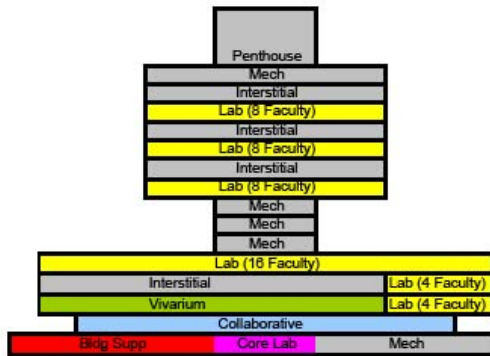 Penthouse
Mech
Interstitial
Lab (8 Faculty)
Interstitial
Lab (8 Faculty)
Interstitial
Lab (8 Faculty)
Mech
Mech
Mech
Lab (16 Faculty)
Interstitial Lab (4 Faculty)
Vivarium Lab (4 Faculty)
Collaborative
Bldg Supp Core Lab Mech